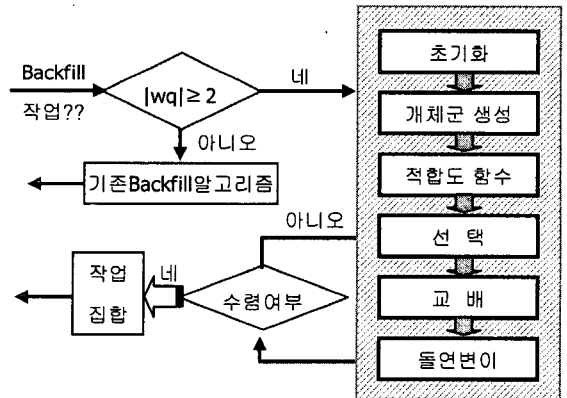 Backfill
작업??
|wq|≥ 2
네
아니오
기존Backfill알고리즘
초기화
개체군 생성
적합도 함수
선 택
교 배
돌연변이
아니오
수령여부
네
작업
집합